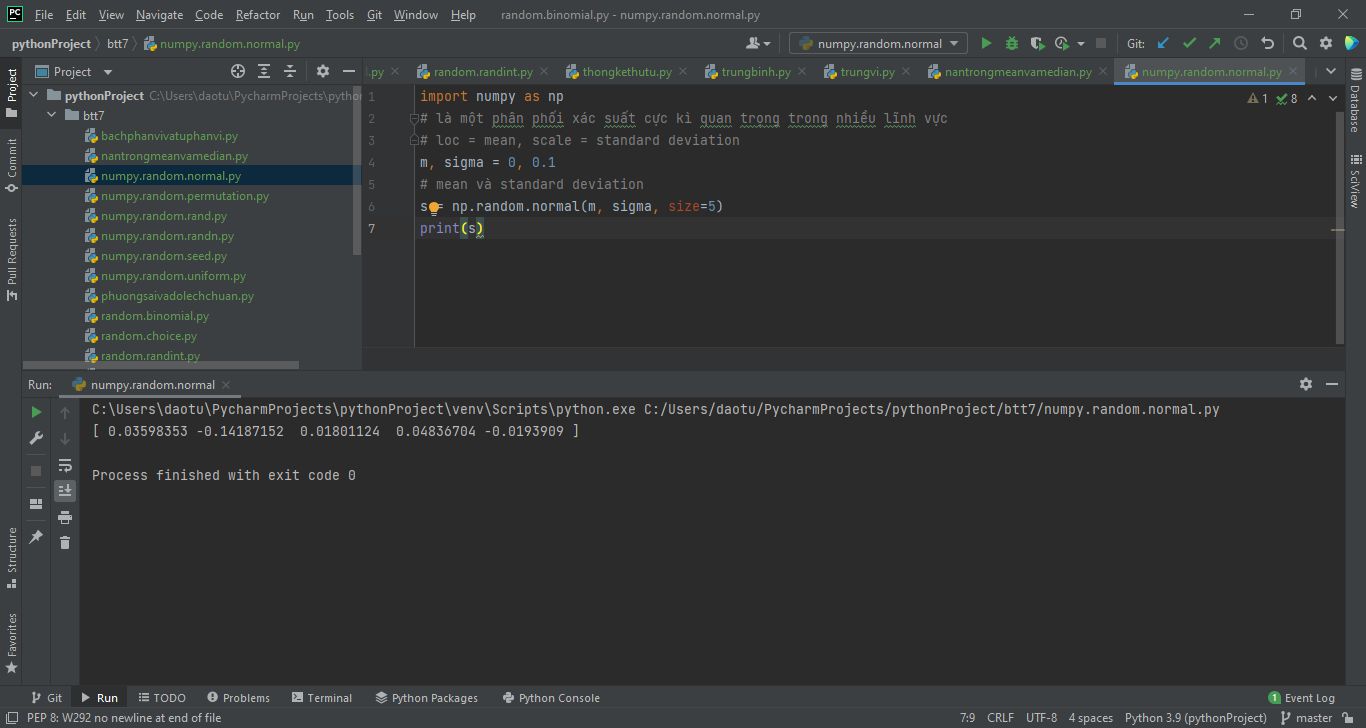 PC File Edit View Navigate Code Refactor Run Tools Git Window Help random.binomial.py - numpy.random.normal.py
pythonProject btt7 numpy.random.normal.py
numpy.random.normal Git:
Project
l.py random.randint.py thongkethutu.py trungbinh.py trungvi.py nantrongmeanvamedian.py numpy.random.normal.py
pythonProject C:\Users\daotu\PycharmProjects\pytho
btt7
bachphanvivatuphanvi.py
nantrongmeanvamedian.py
numpy.random.normal.py
numpy.random.permutation.py
numpy.random.rand.py
numpy.random.randn.py
numpy.random.seed.py
numpy.random.uniform.py
phuongsaivadolechchuan.py
random.binomial.py
random.choice.py
random.randint.py
1 import numpy as np
2 # là một phân phối xác suất cực kì quan trọng trong nhiều lĩnh vực
3 # loc = mean, scale = standard deviation
4 m, sigma = 0, 0.1
5 # mean và standard deviation
6 s = np.random.normal(m, sigma, size=5)
7 print(s)
1 8
Project
Commit
Pull Requests
Structure
Favorites
Database
SciView
Run: numpy.random.normal
C:\Users\daotu\PycharmProjects\pythonProject\venv\Scripts\python.exe C:/Users/daotu/PycharmProjects/pythonProject/btt7/numpy.random.normal.py
[ 0.03598353 -0.14187152  0.01801124  0.04836704 -0.0193909 ]
Process finished with exit code 0
Git Run TODO Problems Terminal Python Packages Python Console 1 Event Log
PEP 8: W292 no newline at end of file 7:9 CRLF UTF-8 4 spaces Python 3.9 (pythonProject) master